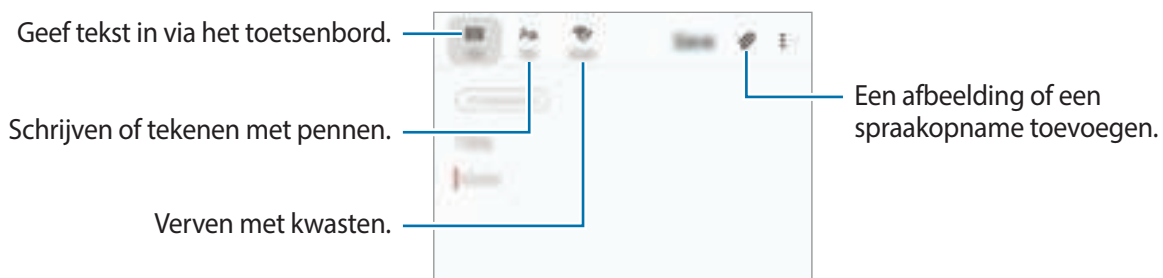 Geef tekst in via het toetsenbord.
Schrijven of tekenen met pennen.
Verven met kwasten.
Een afbeelding of een
spraakopname toevoegen.